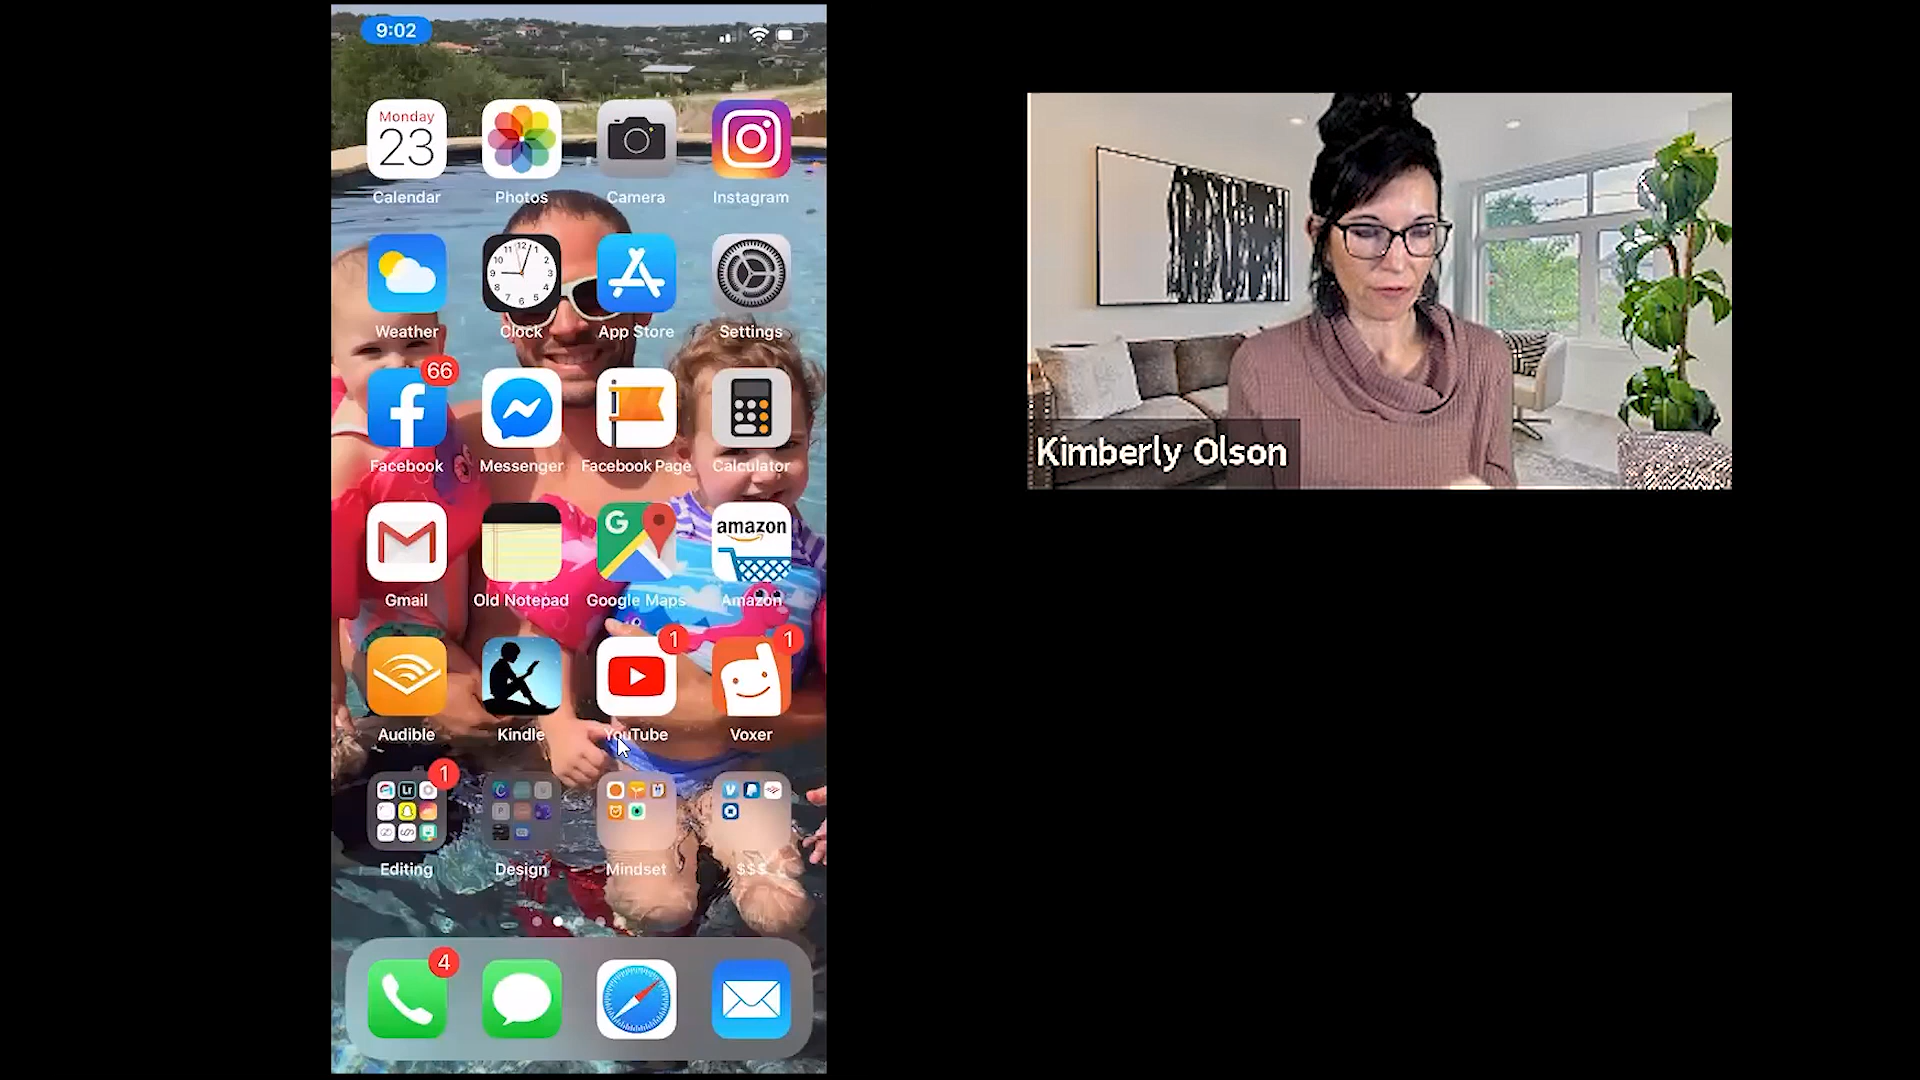 9:02
Monday
23
Calendar
Photos
Camera
Instagram
Weather
Clock
App Store
Settings
66
Facebook
Messenger
Facebook Page
Calculator
G
amazon
Gmail
Old Notepad
Google Maps
Amazon
1
1
Audible
Kindle
YouTube
Voxer
1
Lr
Editing
Design
Mindset
$$$
4
Kimberly Olson